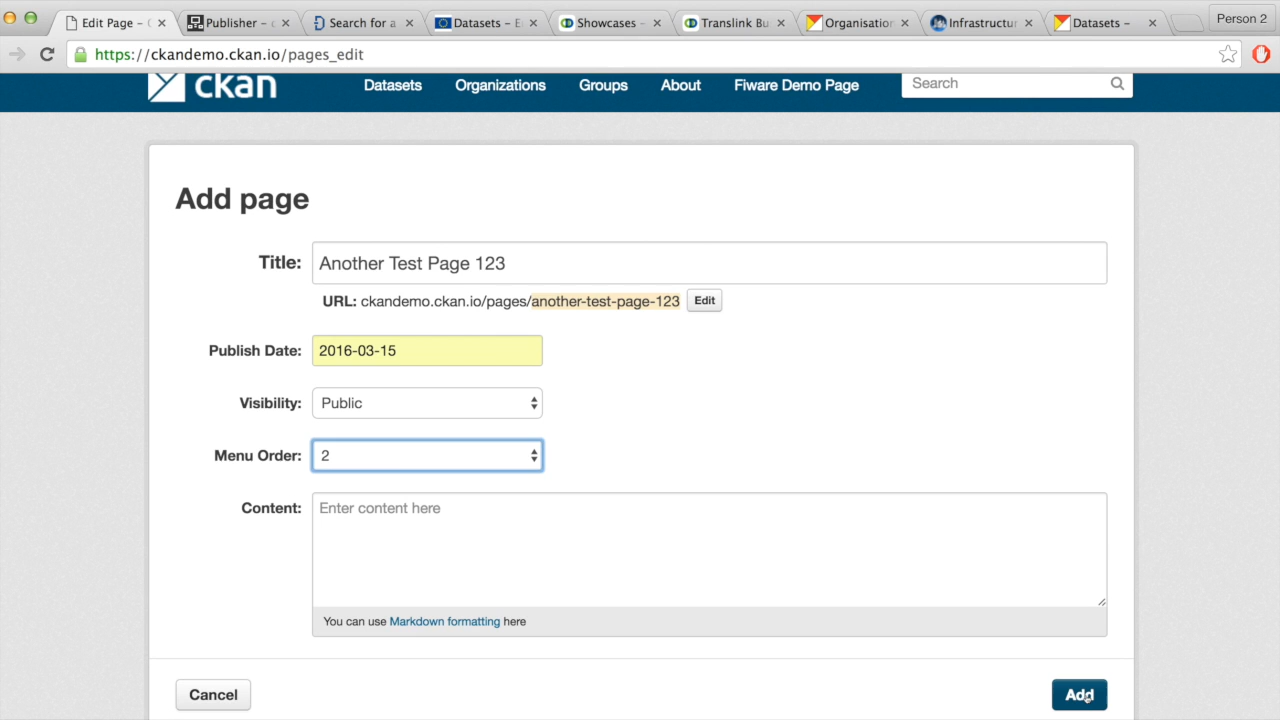 Edit Page - ( Publisher - Search for a Datasets - E Showcases - Translink Bu Organisatio Infrastructur Datasets - Person 2
https://ckandemo.ckan.io/pages_edit
ckan Datasets Organizations Groups About Fiware Demo Page Search
Add page
Title: Another Test Page 123
URL: ckandemo.ckan.io/pages/another-test-page-123 Edit
Publish Date: 2016-03-15
Visibility: Public
Menu Order: 2
Content: Enter content here
You can use Markdown formatting here
Cancel Add